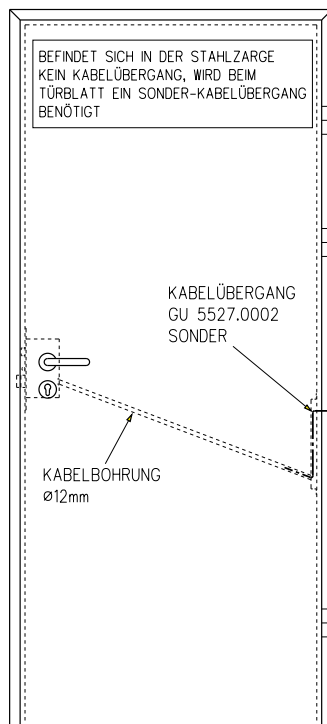 BEFINDET SICH IN DER STAHLZARGE
KEIN KABELÜBERGANG, WIRD BEIM
TÜRBLATT EIN SONDER-KABELÜBERGANG
BENÖTIGT
KABELÜBERGANG
GU 5527.0002
SONDER
KABELBOHRUNG
Ø12mm